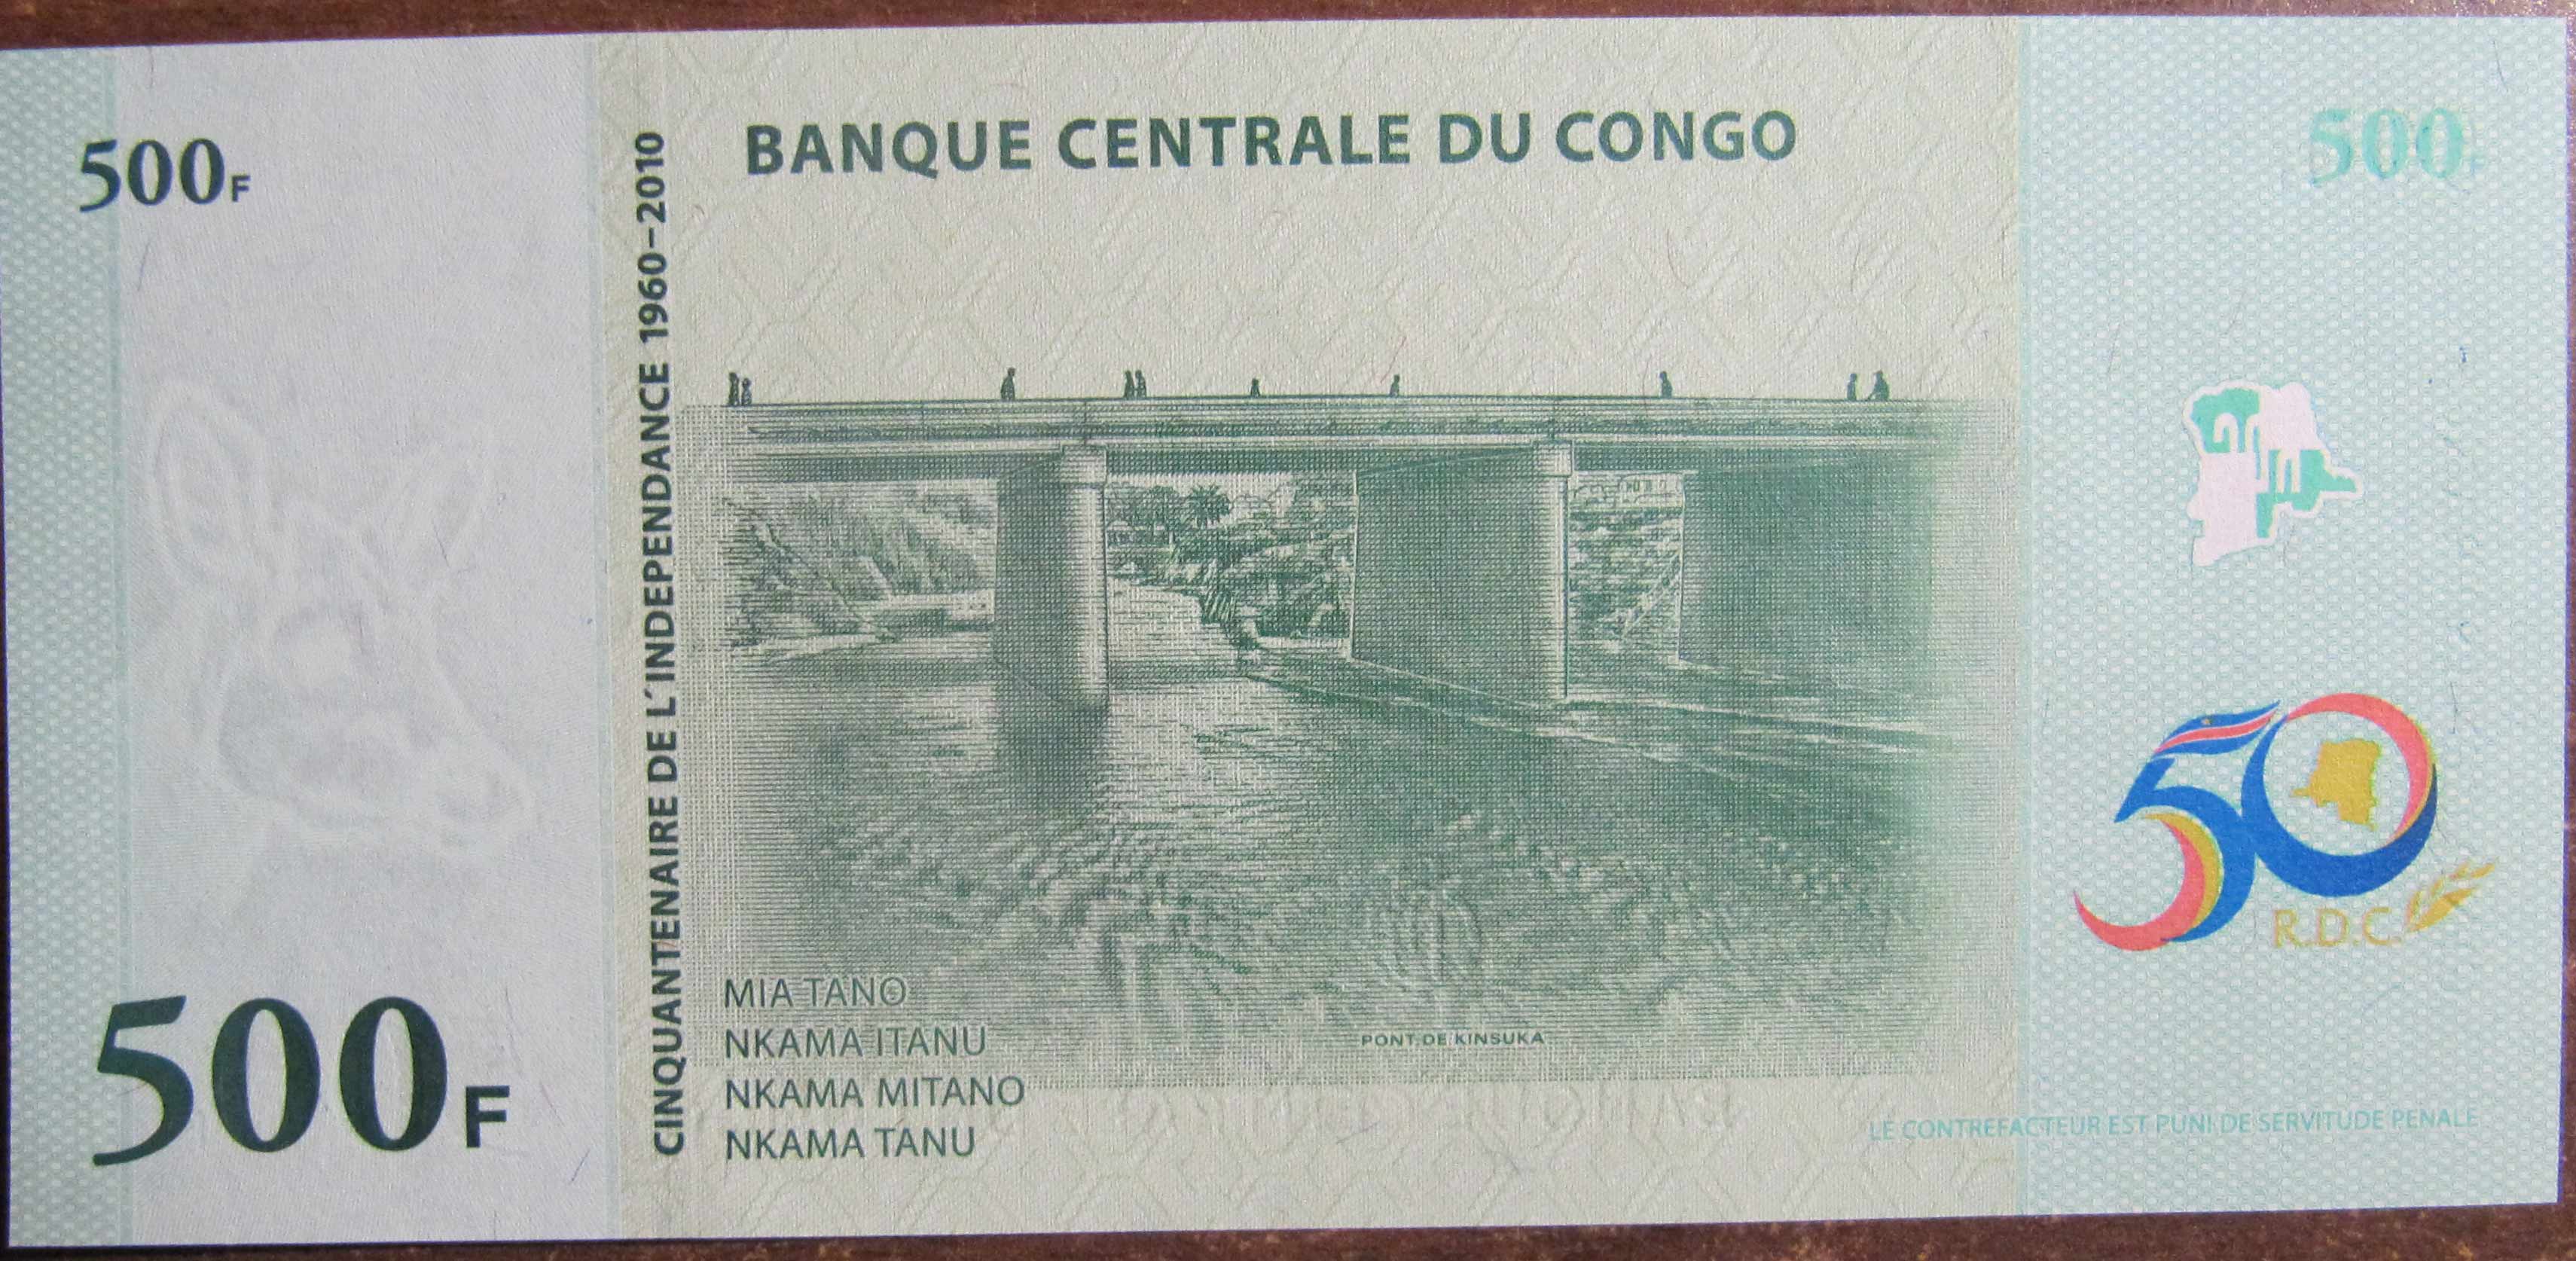 500F
BANQUE CENTRALE DU CONGO
500F
CINQUANTENAIRE DE L´INDEPENDANCE 1960–2010
50
R.D.C.
MIA TANO
NKAMA ITANU
NKAMA MITANO
NKAMA TANU
PONT DE KINSUKA
500F
LE CONTREFACTEUR EST PUNI DE SERVITUDE PENALE